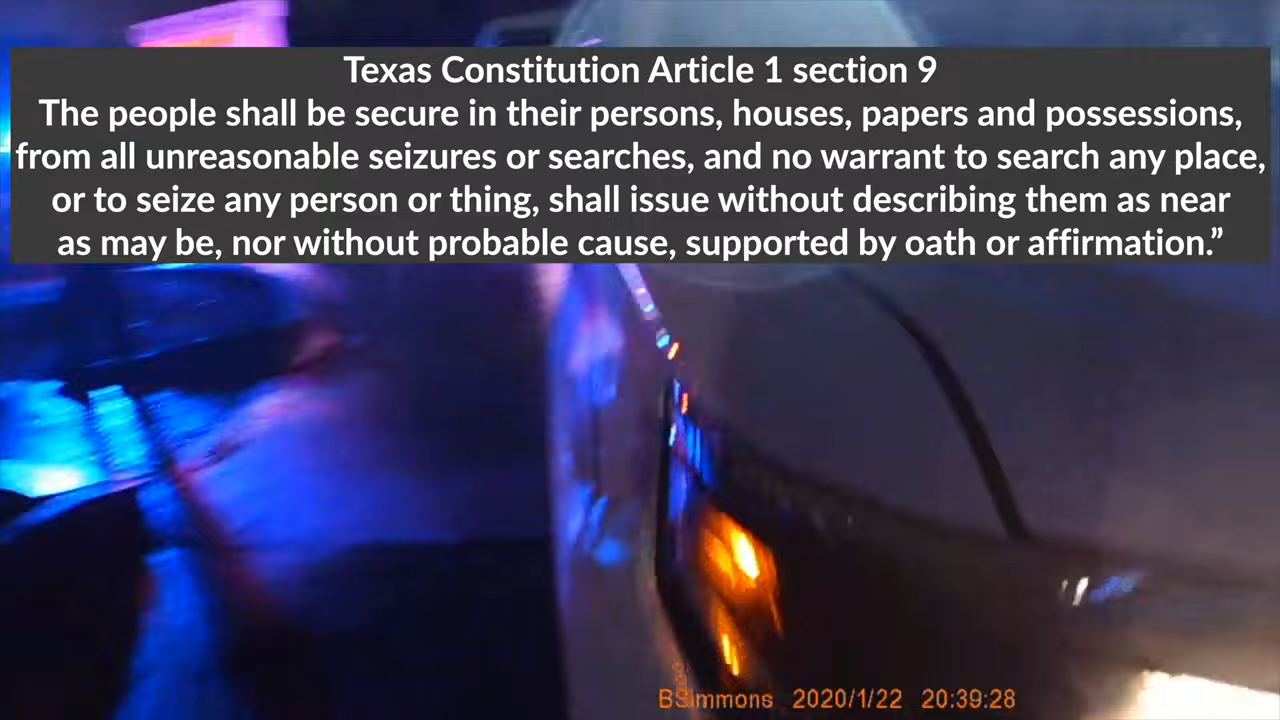 Texas Constitution Article 1 section 9
The people shall be secure in their persons, houses, papers and possessions,
from all unreasonable seizures or searches, and no warrant to search any place,
or to seize any person or thing, shall issue without describing them as near
as may be, nor without probable cause, supported by oath or affirmation.”
BSimmons 2020/1/22 20:39:28